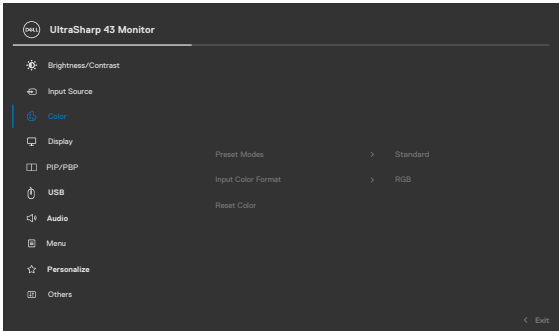 DELL UltraSharp 43 Monitor
Brightness/Contrast
Input Source
Color
Display
Preset Modes > Standard
PIP/PBP
Input Color Format > RGB
USB
Reset Color
Audio
Menu
Personalize
Others
< Exit